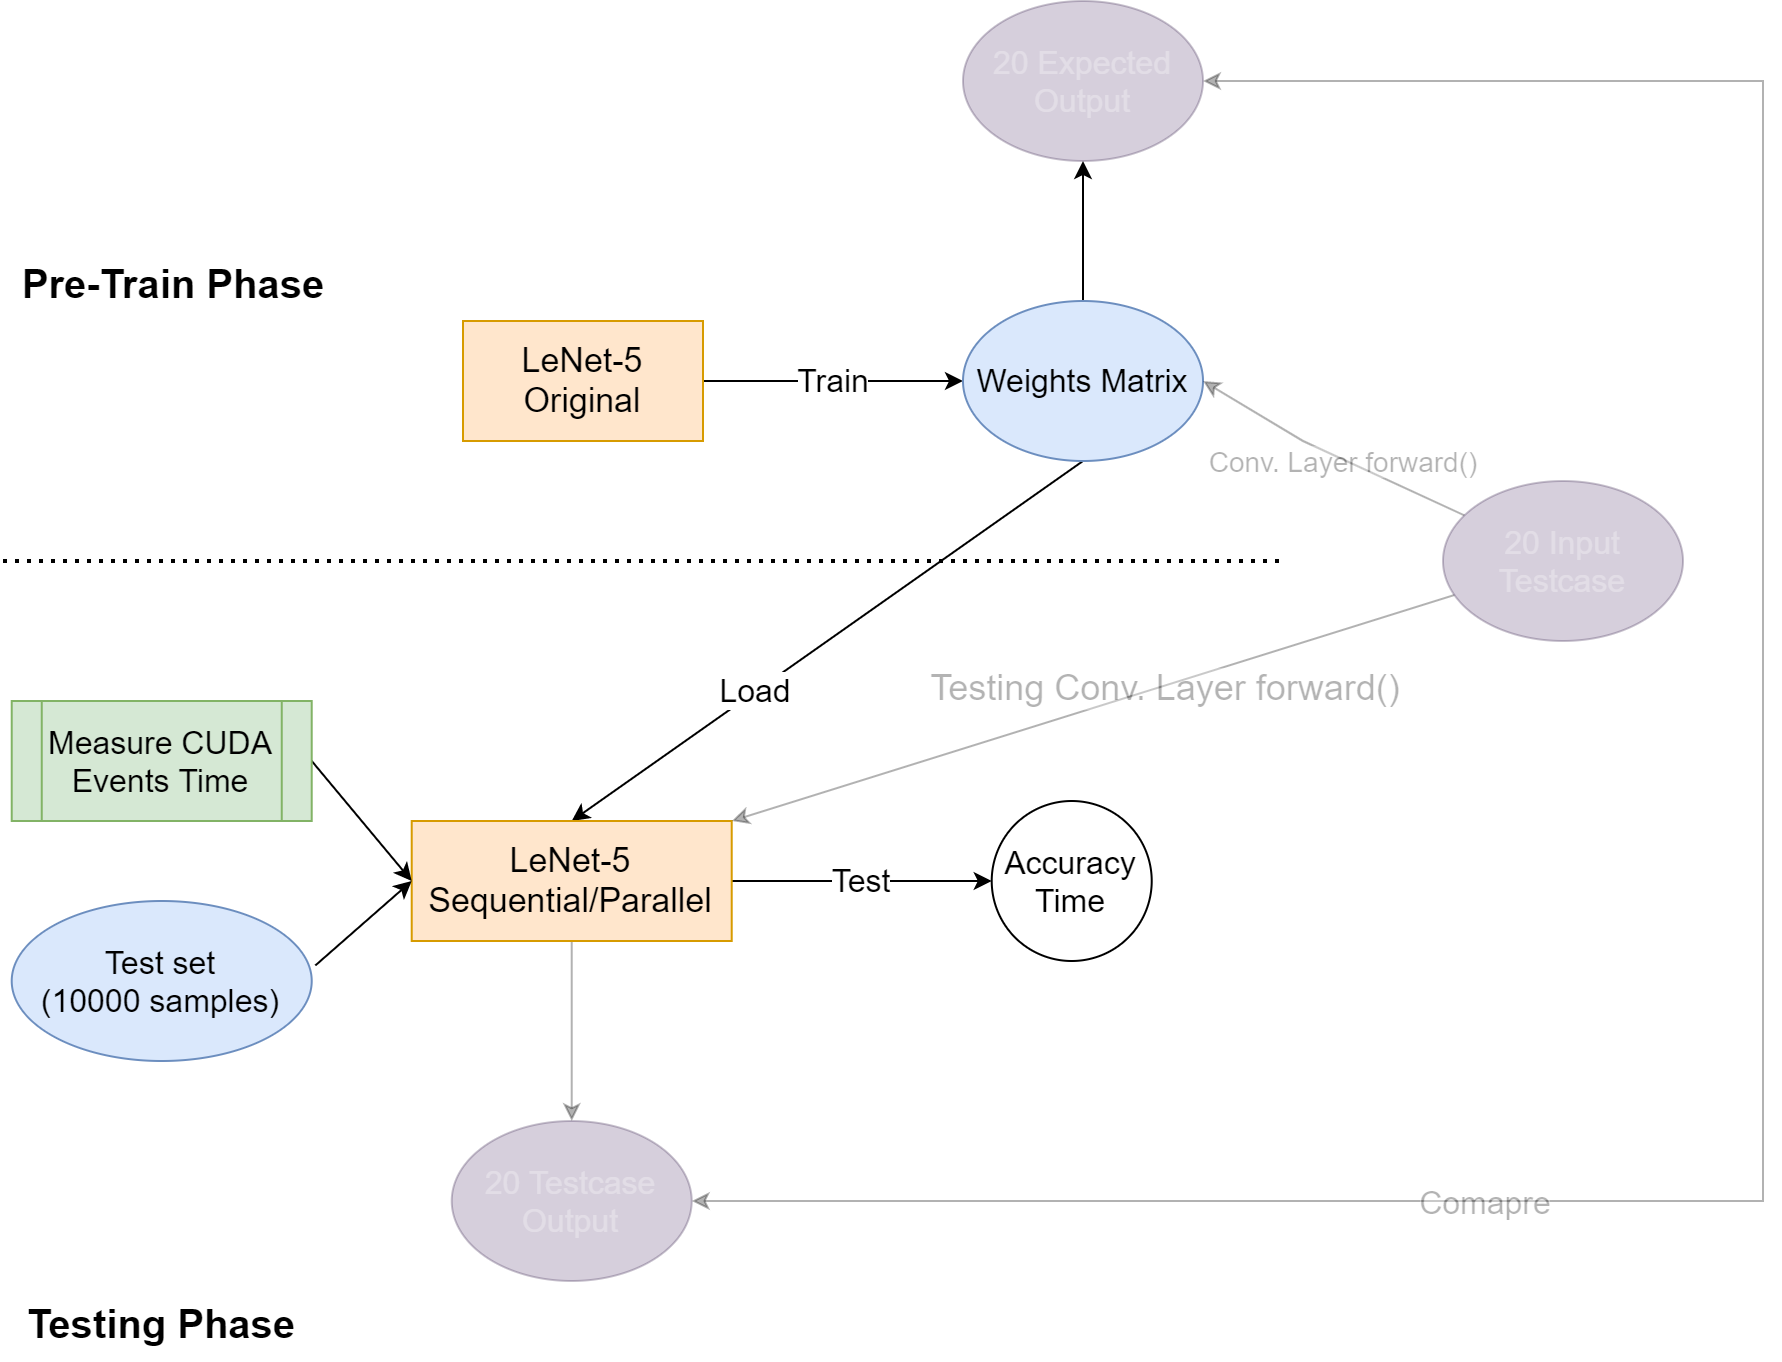 20 Expected
Output
Pre-Train Phase
LeNet-5
Original
Train
Weights Matrix
Conv. Layer forward()
20 Input
Testcase
Load
Testing Conv. Layer forward()
Measure CUDA
Events Time
LeNet-5
Sequential/Parallel
Test
Accuracy
Time
Test set
(10000 samples)
20 Testcase
Output
Comapre
Testing Phase